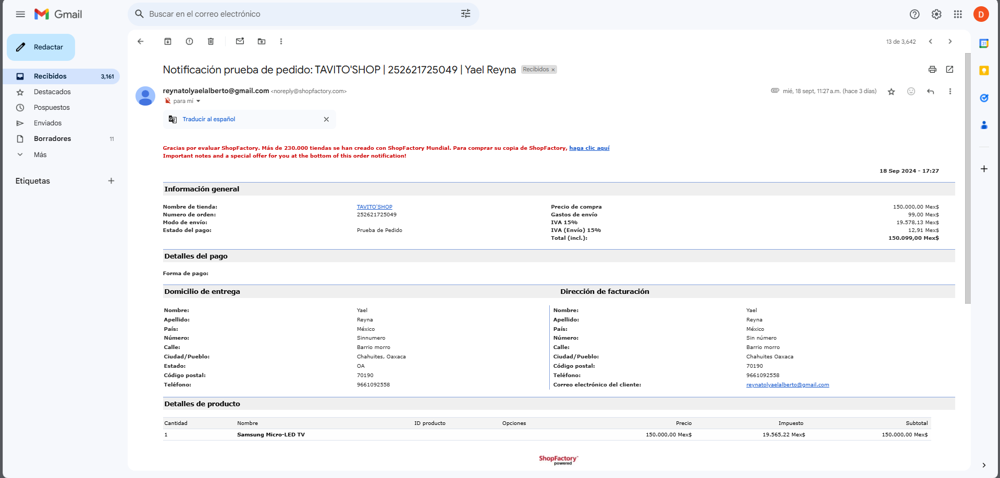 Gmail
Buscar en el correo electrónico
D
Redactar
13 de 3,642
31
Recibidos 3,161
Destacados
Pospuestos
Enviados
Borradores 11
Más
Etiquetas
Notificación prueba de pedido: TAVITO'SHOP | 252621725049 | Yael Reyna Recibidos ×
reynatolyaelalberto@gmail.com <noreply@shopfactory.com>
mié, 18 sept, 11:27 a.m. (hace 3 días)
para mí
Traducir al español
Gracias por evaluar ShopFactory. Más de 230.000 tiendas se han creado con ShopFactory Mundial. Para comprar su copia de ShopFactory, haga clic aquí
Important notes and a special offer for you at the bottom of this order notification!
18 Sep 2024 - 17:27
Información general
Nombre de tienda: TAVITO'SHOP Precio de compra 150.000,00 Mex$
Numero de orden: 252621725049 Gastos de envío 99,00 Mex$
Modo de envío: IVA 15% 19.578,13 Mex$
Estado del pago: Prueba de Pedido IVA (Envío) 15% 12,91 Mex$
Total (incl.): 150.099,00 Mex$
Detalles del pago
Forma de pago:
Domicilio de entrega Dirección de facturación
Nombre: Yael Nombre: Yael
Apellido: Reyna Apellido: Reyna
País: México País: México
Número: Sinnumero Número: Sin número
Calle: Barrio morro Calle: Barrio morro
Ciudad/Pueblo: Chahuites, Oaxaca Ciudad/Pueblo: Chahuites Oaxaca
Estado: OA Código postal: 70190
Código postal: 70190 Teléfono: 9661092558
Teléfono: 9661092558 Correo electrónico del cliente: reynatolyaelalberto@gmail.com
Detalles de producto
Cantidad Nombre ID producto Opciones Precio Impuesto Subtotal
1 Samsung Micro-LED TV 150.000,00 Mex$ 19.565,22 Mex$ 150.000,00 Mex$
ShopFactory™
powered